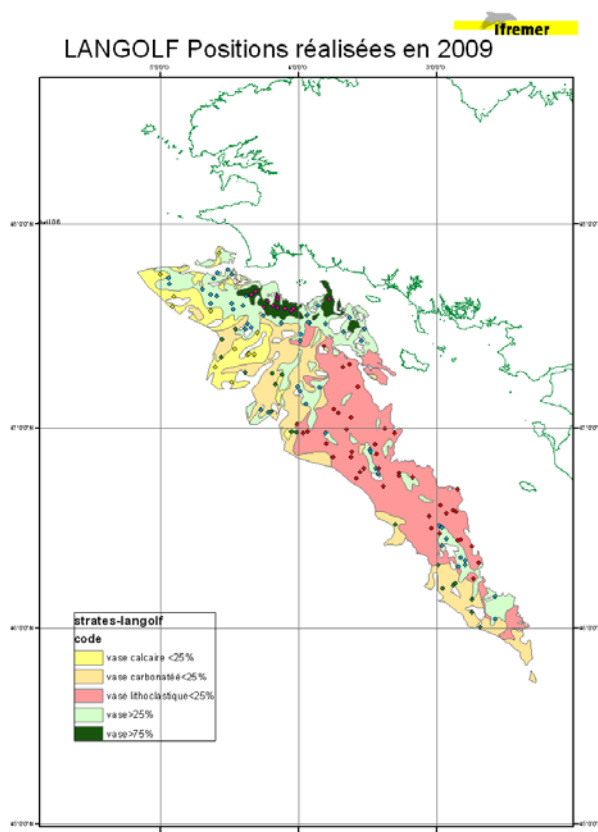 Ifremer
LANGOLF Positions réalisées en 2009
strates-langolf
code
vase calcaire <25%
vase carbonatéé<25%
vase lithoclastique<25%
vase>25%
vase>75%